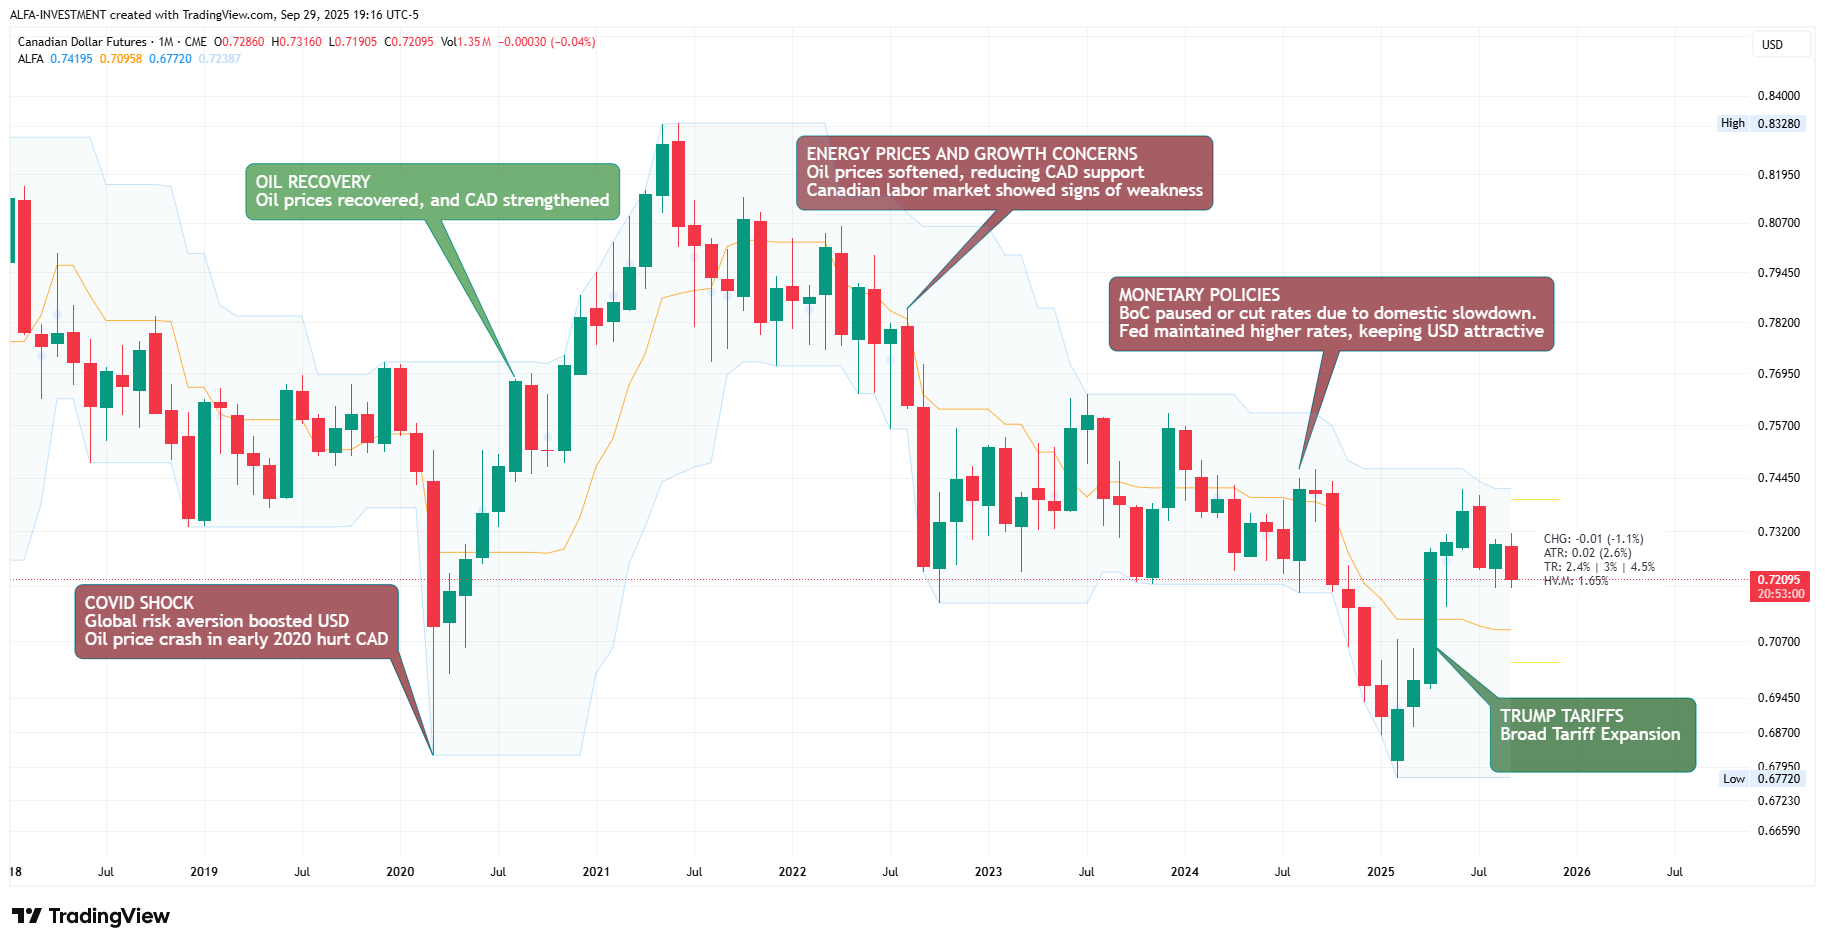 ALFA-INVESTMENT created with TradingView.com, Sep 29, 2025 19:16 UTC-5
Canadian Dollar Futures · 1M · CME O0.72860 H0.73160 L0.71905 C0.72095 Vol1.35 M −0.00030 (−0.04%)
ALFA 0.74195 0.70958 0.67720 0.72387
USD
0.84000
High 0.83280
0.81950
0.80700
0.79450
0.78200
0.76950
0.75700
0.74450
0.73200
0.72095
20:53:00
0.70700
0.69450
0.68700
0.67950
Low 0.67720
0.67230
0.66590
OIL RECOVERY
Oil prices recovered, and CAD strengthened
ENERGY PRICES AND GROWTH CONCERNS
Oil prices softened, reducing CAD support
Canadian labor market showed signs of weakness
MONETARY POLICIES
BoC paused or cut rates due to domestic slowdown.
Fed maintained higher rates, keeping USD attractive
CHG: -0.01 (-1.1%)
ATR: 0.02 (2.6%)
TR: 2.4% | 3% | 4.5%
HV.M: 1.65%
COVID SHOCK
Global risk aversion boosted USD
Oil price crash in early 2020 hurt CAD
TRUMP TARIFFS
Broad Tariff Expansion
18 Jul 2019 Jul 2020 Jul 2021 Jul 2022 Jul 2023 Jul 2024 Jul 2025 Jul 2026 Jul
TradingView